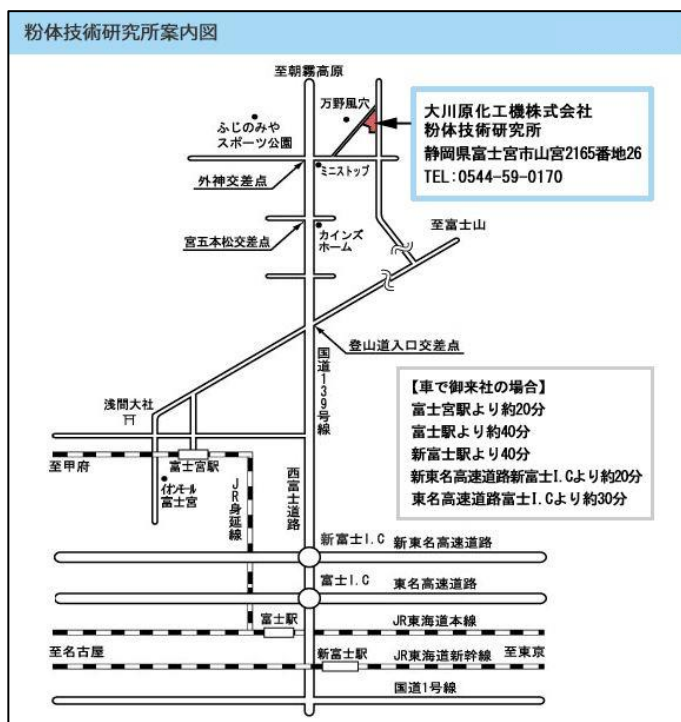 粉体技術研究所案内図
至朝霧高原
万野風穴
ふじのみや
スポーツ公園
大川原化工機株式会社
粉体技術研究所
静岡県富士宮市山宮2165番地26
TEL:0544-59-0170
ミニストップ
外神交差点
カインズ
ホーム
宮五本松交差点
至富士山
登山道入口交差点
国道139号線
【車で御来社の場合】
富士宮駅より約20分
富士駅より約40分
新富士駅より40分
新東名高速道路新富士I.Cより約20分
東名高速道路富士I.Cより約30分
浅間大社
至甲府
富士宮駅
イオンモール
富士宮
JR身延線
西富士道路
新富士I.C
新東名高速道路
富士I.C
東名高速道路
富士駅
JR東海道本線
至名古屋
新富士駅
JR東海道新幹線
至東京
国道1号線